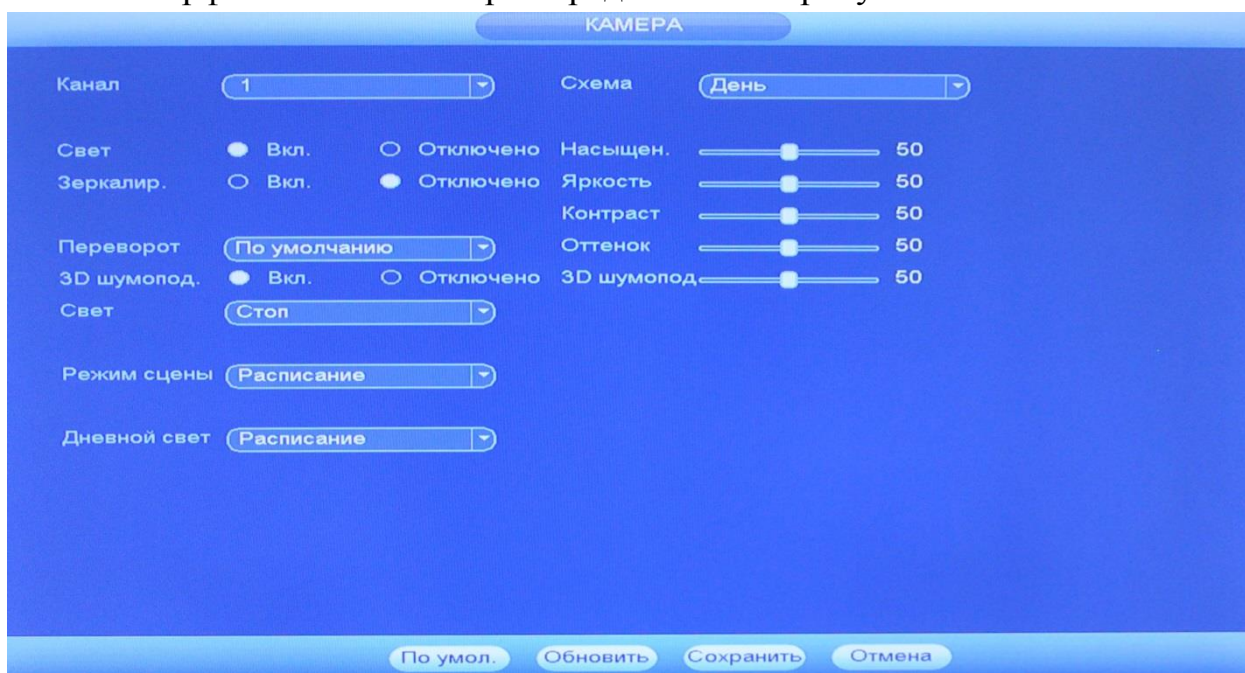 КАМЕРА
Канал 1 Схема День
Свет Вкл. Отключено Насыщен. 50
Зеркалир. Вкл. Отключено Яркость 50
Контраст 50
Переворот По умолчанию Оттенок 50
3D шумопод. Вкл. Отключено 3D шумопод 50
Свет Стоп
Режим сцены Расписание
Дневной свет Расписание
По умол. Обновить Сохранить Отмена